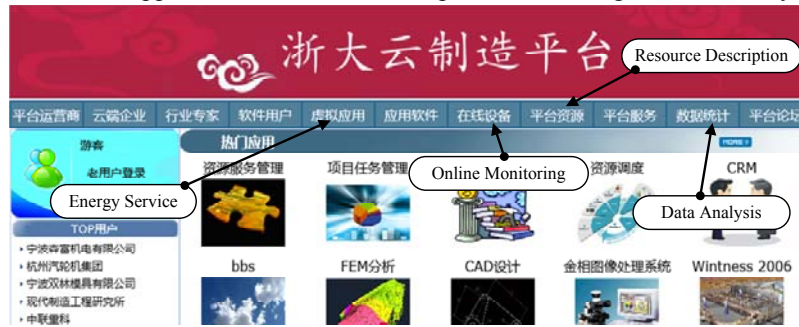 浙大云制造平台
Resource Description
平台运营商 云端企业 行业专家 软件用户 虚拟应用 应用软件 在线设备 平台资源 平台服务 数据统计 平台论坛
游客
热门应用
MORE
老用户登录
资源服务管理 项目任务管理 资源调度 CRM
Online Monitoring
Energy Service
Data Analysis
TOP用户
宁波弈富机电有限公司
bbs FEM分析 CAD设计 金相图像处理系统 Wintness 2006
杭州汽轮机集团
宁波双林模具有限公司
现代制造工程研究所
中联重科